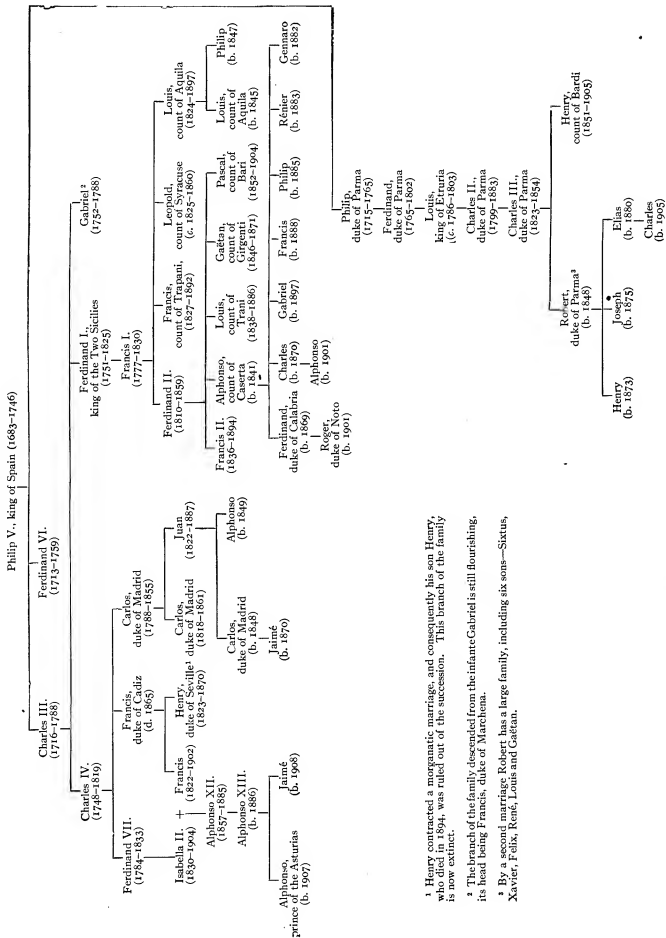 Philip V., king of Spain (1683–1746)
Charles III.
(1716–1788)
Ferdinand VI.
(1713–1759)
Charles IV.
(1748–1819)
Ferdinand I.,
king of the Two Sicilies
(1751–1825)
Gabriel²
(1752–1788)
Ferdinand VII.
(1784–1833)
Francis,
duke of Cadiz
(d. 1865)
Carlos,
duke of Madrid
(1788–1855)
Francis I.
(1777–1830)
Isabella II. +
(1830–1904)
Francis
(1822–1902)
Henry,
duke of Seville¹
(1823–1870)
Carlos,
duke of Madrid
(1818–1861)
Juan
(1822–1887)
Ferdinand II.
(1810–1859)
Francis,
count of Trapani,
(1827–1892)
Leopold,
count of Syracuse
(c. 1825–1860)
Louis,
count of Aquila
(1824–1897)
Alphonso XII.
(1857–1885)
Carlos,
duke of Madrid
(b. 1848)
Alphonso
(b. 1849)
Francis II.
(1836–1894)
Alphonso,
count of
Caserta
(b. 1841)
Louis,
count of
Trani
(1838–1886)
Gaëtan,
count of
Girgenti
(1846–1871)
Pascal,
count of
Bari
(1852–1904)
Louis,
count of
Aquila
(b. 1845)
Philip
(b. 1847)
Alphonso XIII.
(b. 1886)
Jaimé
(b. 1870)
Ferdinand,
duke of Calabria
(b. 1869)
Charles
(b. 1870)
Gabriel
(b. 1897)
Francis
(b. 1888)
Philip
(b. 1885)
Rénier
(b. 1883)
Gennaro
(b. 1882)
Alphonso,
prince of the Asturias
(b. 1907)
Jaimé
(b. 1908)
Roger,
duke of Noto
(b. 1901)
Alphonso
(b. 1901)
Philip,
duke of Parma
(1715–1765)
Ferdinand,
duke of Parma
(1765–1802)
Louis,
king of Etruria
(c. 1786–1803)
Charles II.,
duke of Parma
(1799–1883)
Charles III.,
duke of Parma
(1823–1854)
Robert,
duke of Parma³
(b. 1848)
Henry,
count of Bardi
(1851–1905)
Henry
(b. 1873)
Joseph
(b. 1875)
Elias
(b. 1880)
Charles
(b. 1905)
¹ Henry contracted a morganatic marriage, and consequently his son Henry,
who died in 1894, was ruled out of the succession. This branch of the family
is now extinct.
² The branch of the family descended from the infante Gabriel is still flourishing,
its head being Francis, duke of Marchena.
³ By a second marriage Robert has a large family, including six sons—Sixtus,
Xavier, Felix, René, Louis and Gaëtan.